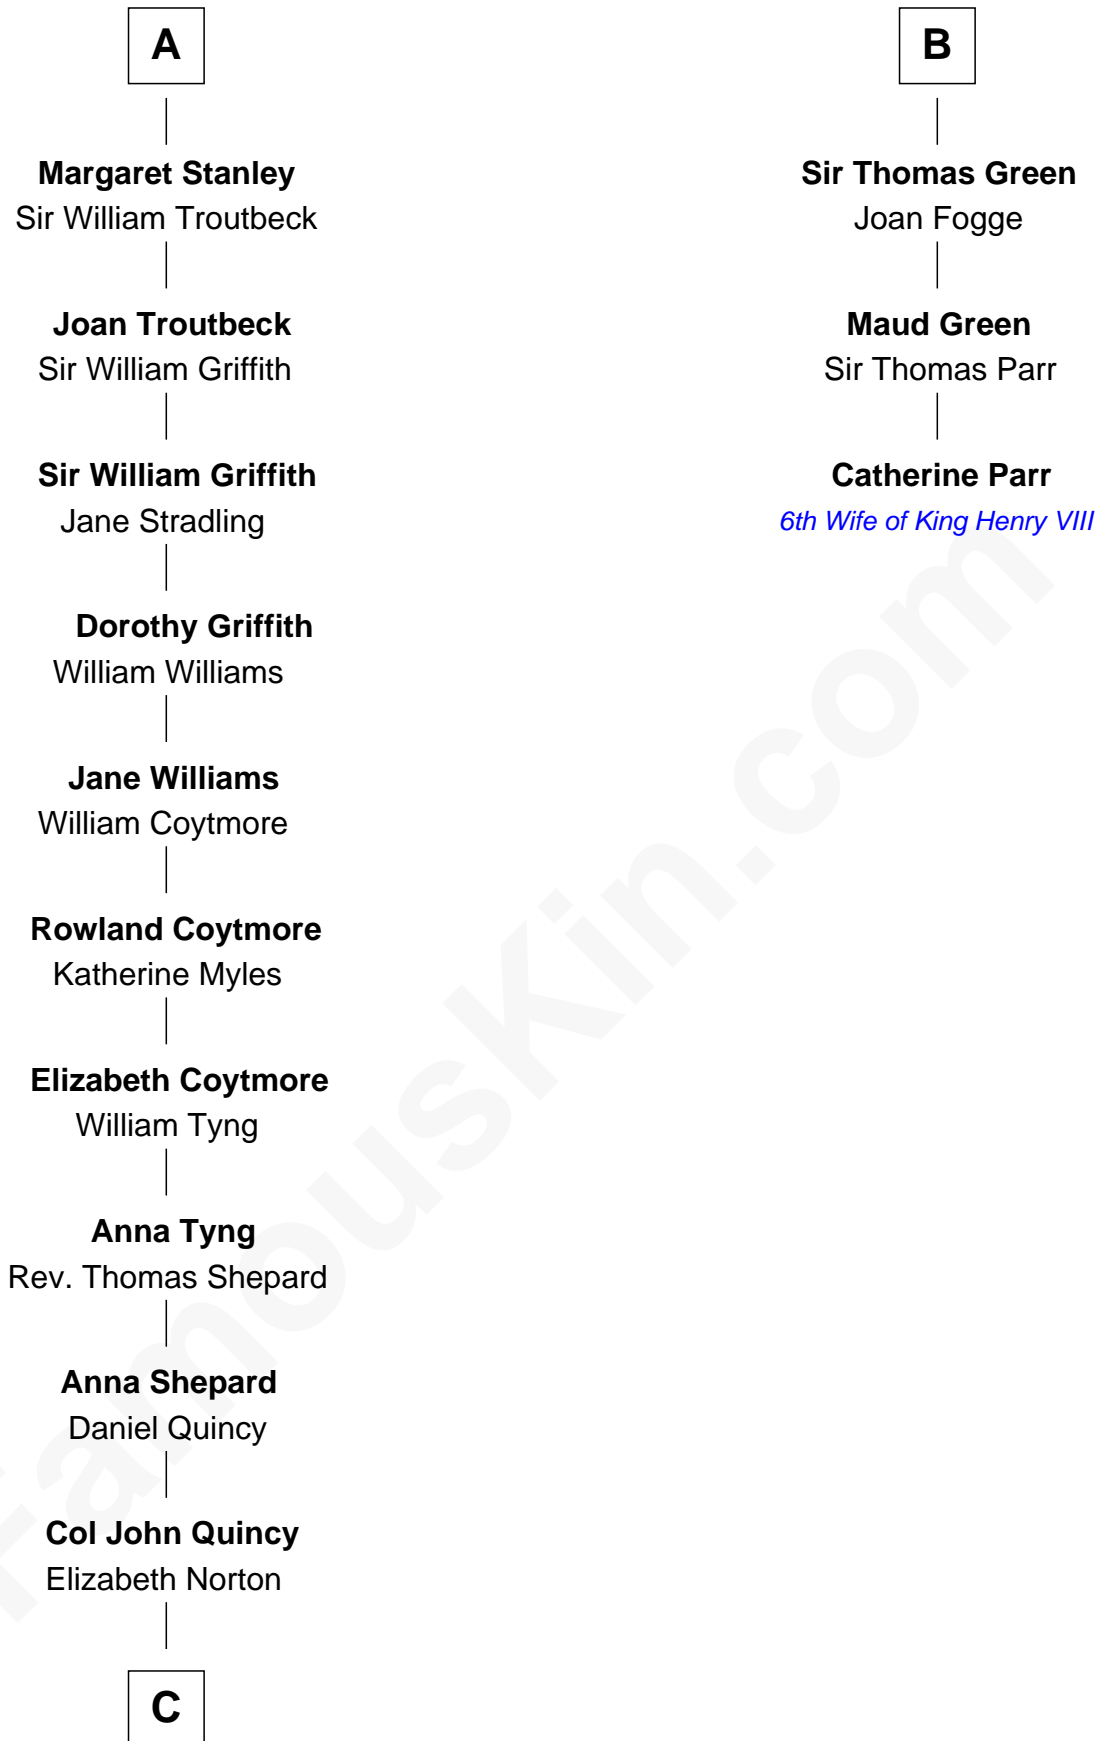 A
Margaret Stanley
Sir William Troutbeck
Joan Troutbeck
Sir William Griffith
Sir William Griffith
Jane Stradling
Dorothy Griffith
William Williams
Jane Williams
William Coytmore
Rowland Coytmore
Katherine Myles
Elizabeth Coytmore
William Tyng
Anna Tyng
Rev. Thomas Shepard
Anna Shepard
Daniel Quincy
Col John Quincy
Elizabeth Norton
C
B
Sir Thomas Green
Joan Fogge
Maud Green
Sir Thomas Parr
Catherine Parr
6th Wife of King Henry VIII
FamousKin.com